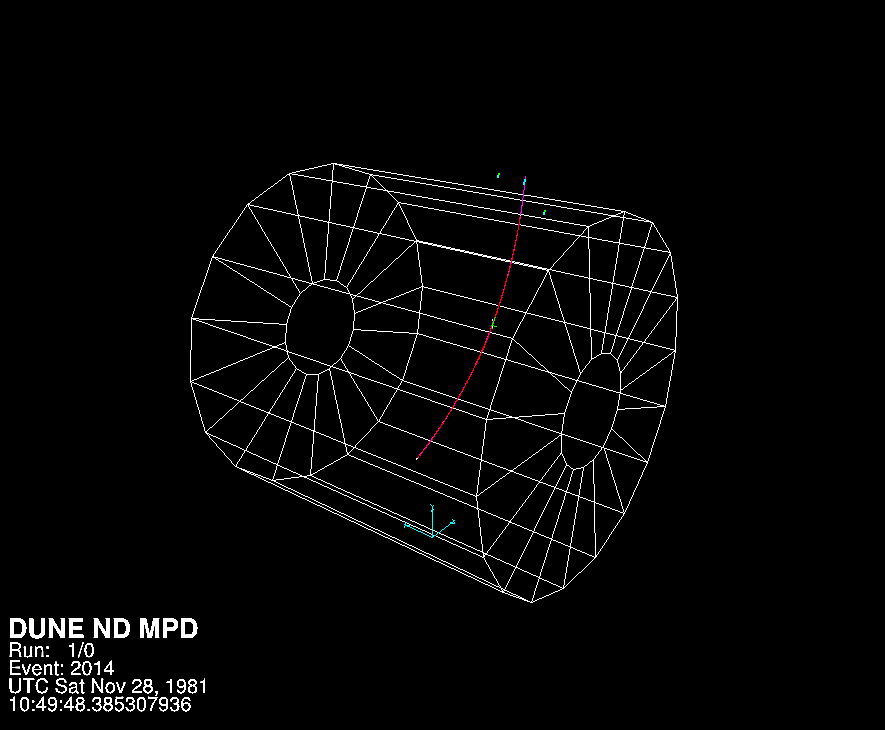 DUNE ND MPD
Run: 1/0
Event: 2014
UTC Sat Nov 28, 1981
10:49:48.385307936